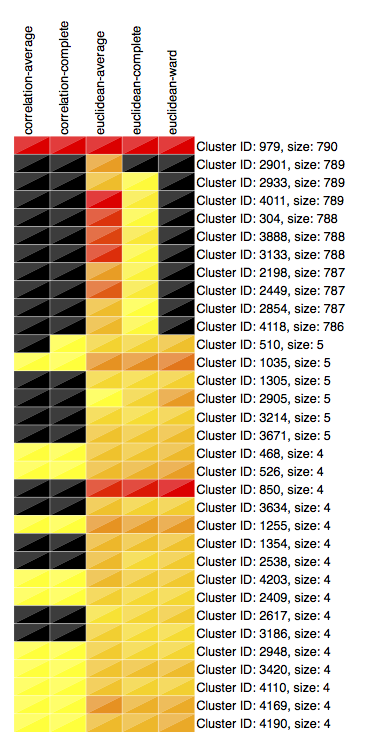 correlation-average
correlation-complete
euclidean-average
euclidean-complete
euclidean-ward
Cluster ID: 979, size: 790
Cluster ID: 2901, size: 789
Cluster ID: 2933, size: 789
Cluster ID: 4011, size: 789
Cluster ID: 304, size: 788
Cluster ID: 3888, size: 788
Cluster ID: 3133, size: 788
Cluster ID: 2198, size: 787
Cluster ID: 2449, size: 787
Cluster ID: 2854, size: 787
Cluster ID: 4118, size: 786
Cluster ID: 510, size: 5
Cluster ID: 1035, size: 5
Cluster ID: 1305, size: 5
Cluster ID: 2905, size: 5
Cluster ID: 3214, size: 5
Cluster ID: 3671, size: 5
Cluster ID: 468, size: 4
Cluster ID: 526, size: 4
Cluster ID: 850, size: 4
Cluster ID: 3634, size: 4
Cluster ID: 1255, size: 4
Cluster ID: 1354, size: 4
Cluster ID: 2538, size: 4
Cluster ID: 4203, size: 4
Cluster ID: 2409, size: 4
Cluster ID: 2617, size: 4
Cluster ID: 3186, size: 4
Cluster ID: 2948, size: 4
Cluster ID: 3420, size: 4
Cluster ID: 4110, size: 4
Cluster ID: 4169, size: 4
Cluster ID: 4190, size: 4